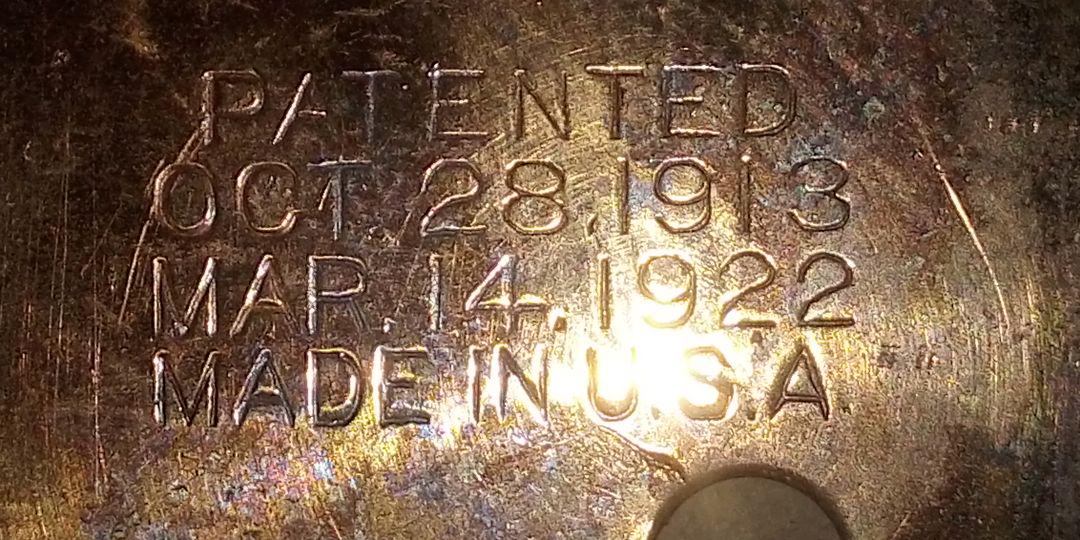 PATENTED
OCT. 28.1913
MAR. 14.1922
MADE IN U.S.A